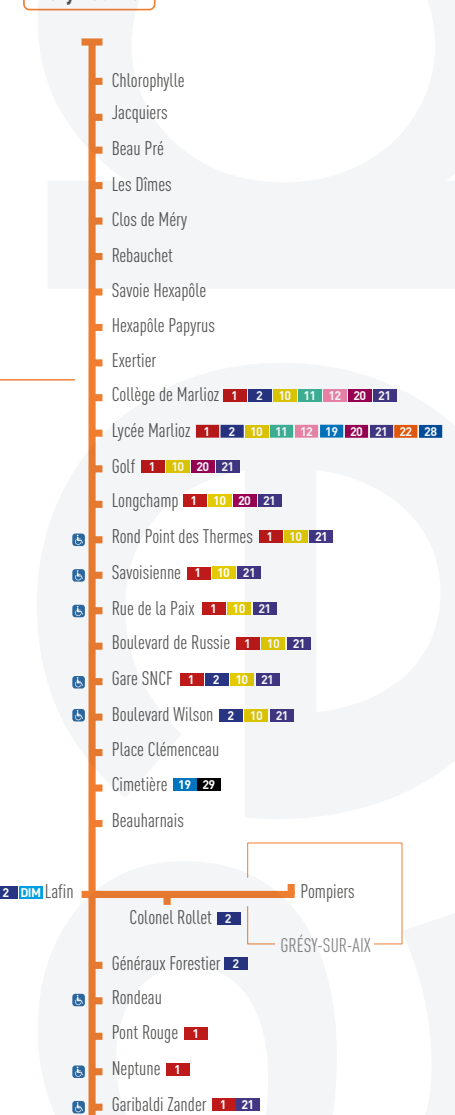 Chlorophylle
Jacquiers
Beau Pré
Les Dîmes
Clos de Méry
Rebauchet
Savoie Hexapôle
Hexapôle Papyrus
Exertier
Collège de Marlioz 1 2 10 11 12 20 21
Lycée Marlioz 1 2 10 11 12 19 20 21 22 28
Golf 1 10 20 21
Longchamp 1 10 20 21
Rond Point des Thermes 1 10 21
Savoisienne 1 10 21
Rue de la Paix 1 10 21
Boulevard de Russie 1 10 21
Gare SNCF 1 2 10 21
Boulevard Wilson 2 10 21
Place Clémenceau
Cimetière 19 29
Beauharnais
2 DIM Lafin Pompiers
Colonel Rollet 2
GRÉSY-SUR-AIX
Généraux Forestier 2
Rondeau
Pont Rouge 1
Neptune 1
Garibaldi Zander 1 21